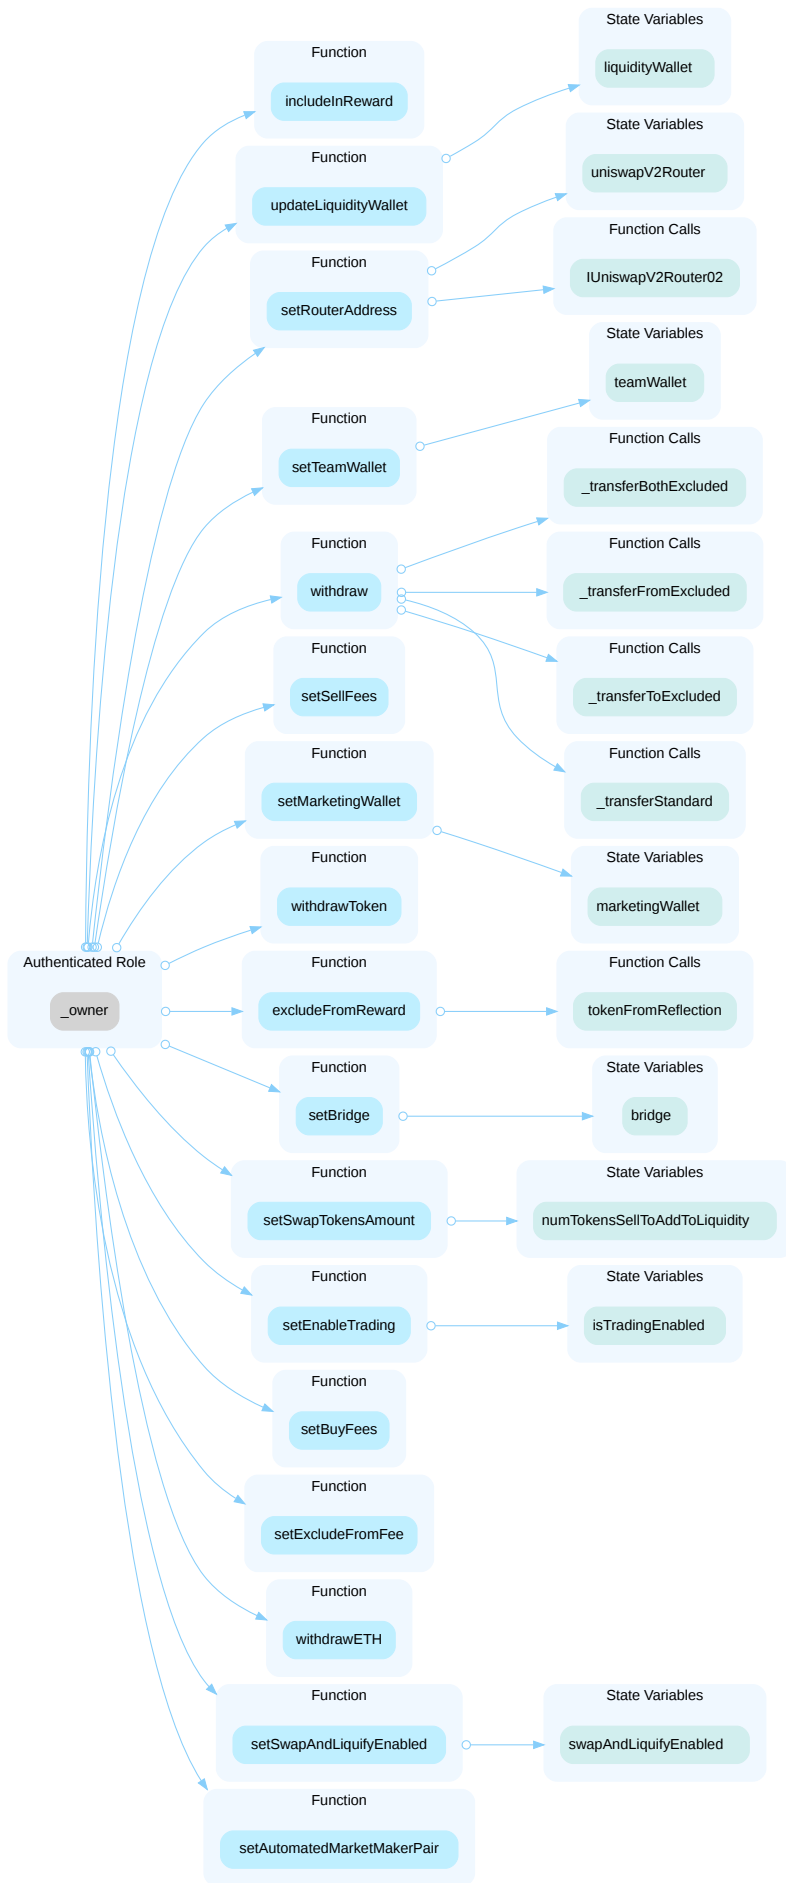 State Variables
liquidityWallet
Function
includeInReward
State Variables
uniswapV2Router
Function
updateLiquidityWallet
Function Calls
IUniswapV2Router02
Function
setRouterAddress
State Variables
teamWallet
Function
setTeamWallet
Function Calls
_transferBothExcluded
Function
withdraw
Function Calls
_transferFromExcluded
Function
setSellFees
Function Calls
_transferToExcluded
Function
setMarketingWallet
Function Calls
_transferStandard
Function
withdrawToken
State Variables
marketingWallet
Authenticated Role
_owner
Function
excludeFromReward
Function Calls
tokenFromReflection
Function
setBridge
State Variables
bridge
Function
setSwapTokensAmount
State Variables
numTokensSellToAddToLiquidity
Function
setEnableTrading
State Variables
isTradingEnabled
Function
setBuyFees
Function
setExcludeFromFee
Function
withdrawETH
Function
setSwapAndLiquifyEnabled
State Variables
swapAndLiquifyEnabled
Function
setAutomatedMarketMakerPair